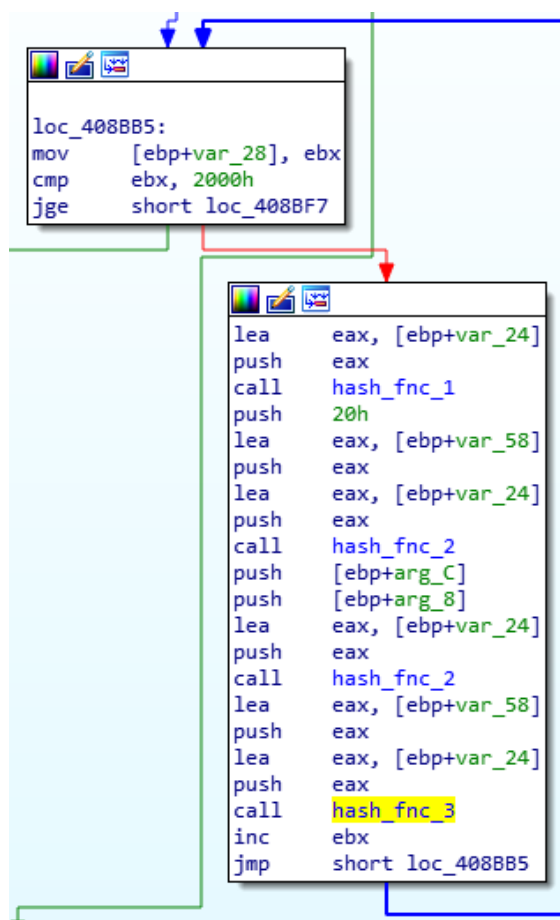 loc_408BB5:
mov [ebp+var_28], ebx
cmp ebx, 2000h
jge short loc_408BF7
lea eax, [ebp+var_24]
push eax
call hash_fnc_1
push 20h
lea eax, [ebp+var_58]
push eax
lea eax, [ebp+var_24]
push eax
call hash_fnc_2
push [ebp+arg_C]
push [ebp+arg_8]
lea eax, [ebp+var_24]
push eax
call hash_fnc_2
lea eax, [ebp+var_58]
push eax
lea eax, [ebp+var_24]
push eax
call hash_fnc_3
inc ebx
jmp short loc_408BB5